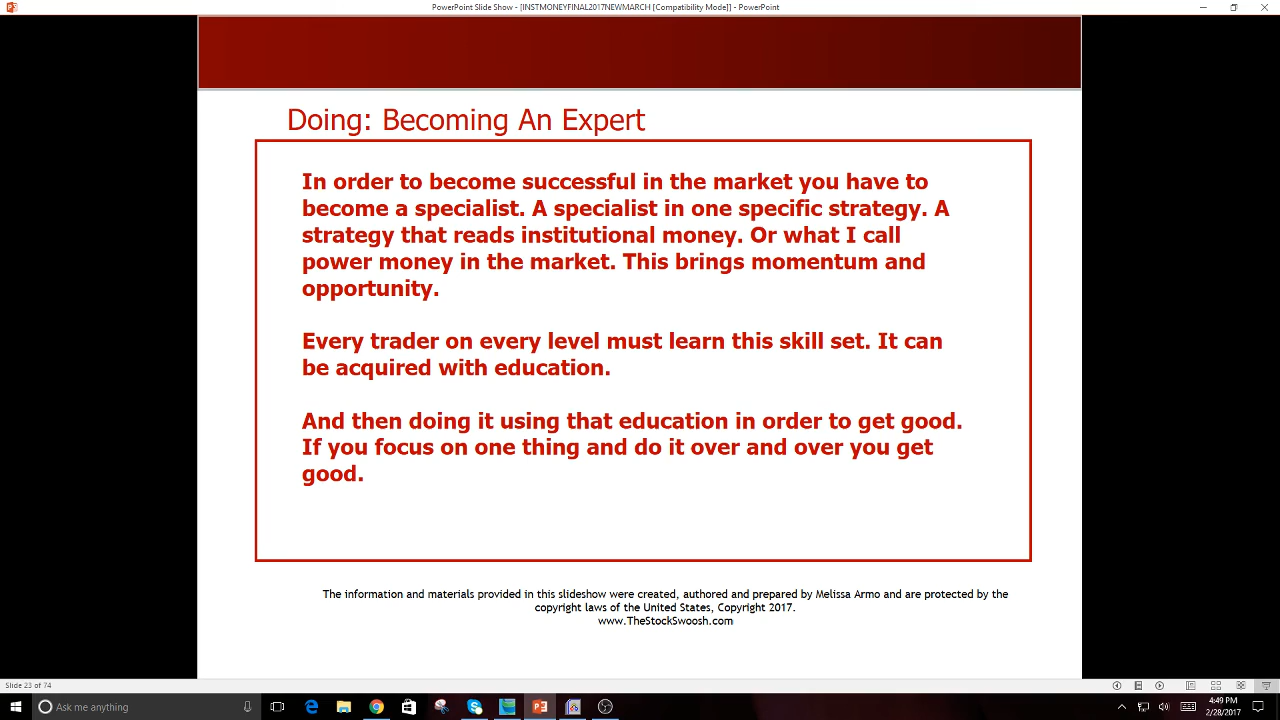 PowerPoint Slide Show - [INSTMONEYFINAL2017NEWMARCH [Compatibility Mode]] - PowerPoint
Doing: Becoming An Expert
In order to become successful in the market you have to
become a specialist. A specialist in one specific strategy. A
strategy that reads institutional money. Or what I call
power money in the market. This brings momentum and
opportunity.
Every trader on every level must learn this skill set. It can
be acquired with education.
And then doing it using that education in order to get good.
If you focus on one thing and do it over and over you get
good.
The information and materials provided in this slideshow were created, authored and prepared by Melissa Armo and are protected by the
copyright laws of the United States, Copyright 2017.
www.TheStockSwoosh.com
Slide 23 of 74
Ask me anything
4:49 PM
2/28/2017